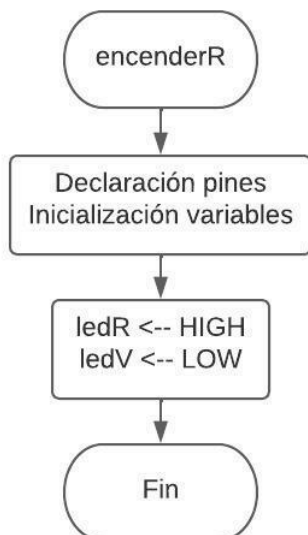 encenderR
Declaración pines
Inicialización variables
ledR <-- HIGH
ledV <-- LOW
Fin